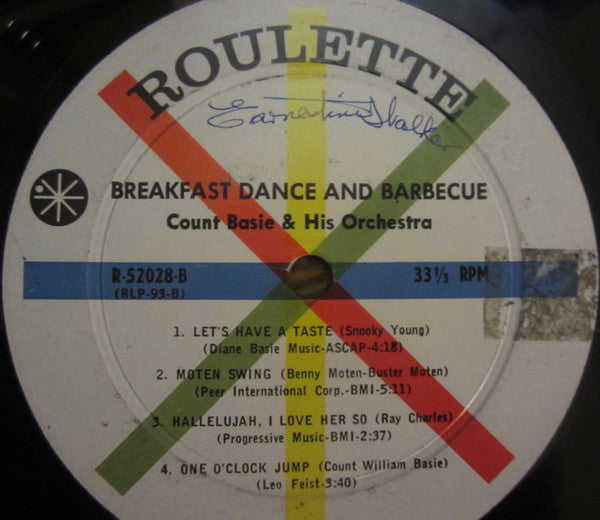 ROULETTE
Earnestine Walker
BREAKFAST DANCE AND BARBECUE
Count Basie & His Orchestra
R-52028-B 33 1/3 RPM
(RLP-93-B)
1. LET'S HAVE A TASTE (Snooky Young)
(Diane Basie Music-ASCAP-4:18)
2. MOTEN SWING (Benny Moten-Buster Moten)
(Peer International Corp.-BMI-5:11)
3. HALLELUJAH, I LOVE HER SO (Ray Charles)
(Progressive Music-BMI-2:37)
4. ONE O'CLOCK JUMP (Count William Basie)
(Leo Feist-3:40)